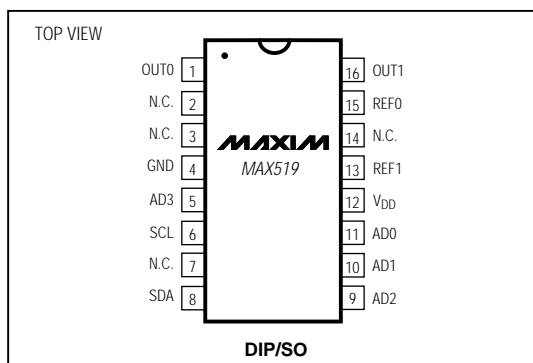 TOP VIEW
OUT0 1
16 OUT1
N.C. 2
15 REF0
N.C. 3
14 N.C.
MAXIM
GND 4
13 REF1
MAX519
AD3 5
12 VDD
SCL 6
11 AD0
N.C. 7
10 AD1
SDA 8
9 AD2
DIP/SO